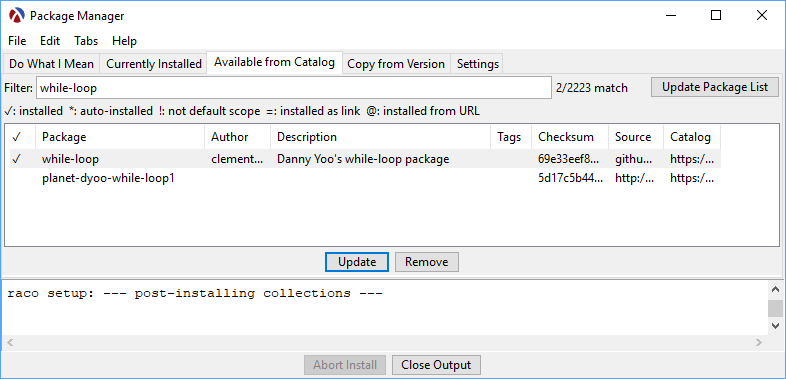 Package Manager
File Edit Tabs Help
Do What I Mean Currently Installed Available from Catalog Copy from Version Settings
Filter: while-loop 2/2223 match Update Package List
✓: installed *: auto-installed !: not default scope =: installed as link @: installed from URL
✓ Package Author Description Tags Checksum Source Catalog
✓ while-loop clement... Danny Yoo's while-loop package 69e33eef8... githu... https:/...
planet-dyoo-while-loop1 5d17c5b44... http:/... https:/...
Update Remove
raco setup: --- post-installing collections ---
Abort Install Close Output